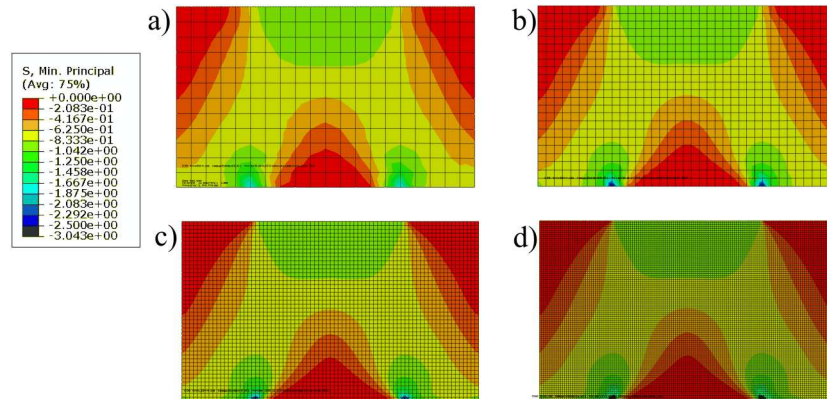 a)
b)
S, Min. Principal
(Avg: 75%)
+0.000e+00
-2.083e-01
-4.167e-01
-6.250e-01
-8.333e-01
-1.042e+00
-1.250e+00
-1.458e+00
-1.667e+00
-1.875e+00
-2.083e+00
-2.292e+00
-2.500e+00
-3.043e+00
c)
d)